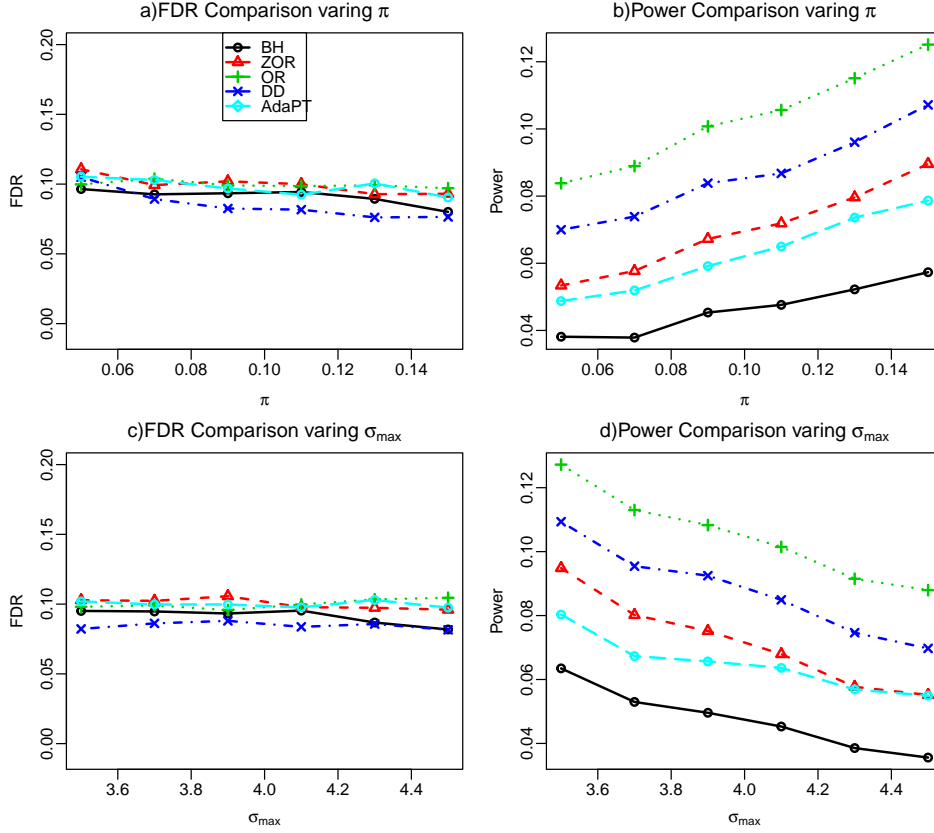 a)FDR Comparison varing π
0.20
0.15
0.10
0.05
0.00
FDR
BH
ZOR
OR
DD
AdaPT
0.06
0.08
0.10
0.12
0.14
π
b)Power Comparison varing π
0.12
0.10
0.08
0.06
0.04
Power
0.06
0.08
0.10
0.12
0.14
π
c)FDR Comparison varing σmax
0.20
0.15
0.10
0.05
0.00
FDR
3.6
3.8
4.0
4.2
4.4
σmax
d)Power Comparison varing σmax
0.12
0.10
0.08
0.06
0.04
Power
3.6
3.8
4.0
4.2
4.4
σmax